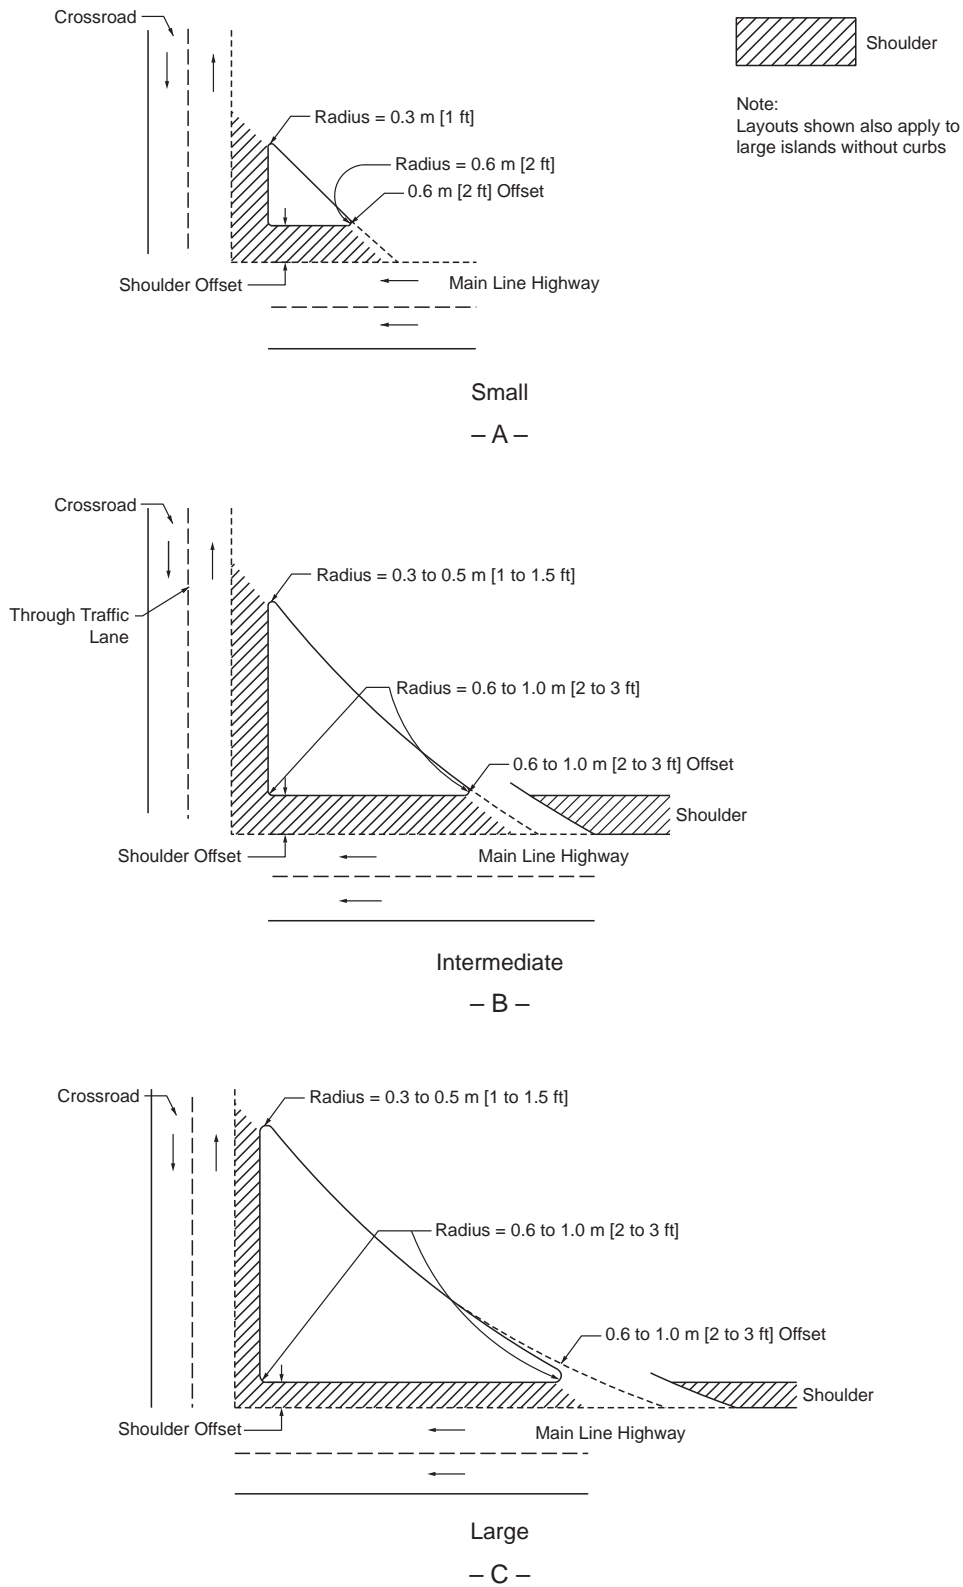 Crossroad
Shoulder
Note:
Layouts shown also apply to
large islands without curbs
Radius = 0.3 m [1 ft]
Radius = 0.6 m [2 ft]
0.6 m [2 ft] Offset
Shoulder Offset
Main Line Highway
Small
– A –
Crossroad
Radius = 0.3 to 0.5 m [1 to 1.5 ft]
Through Traffic
Lane
Radius = 0.6 to 1.0 m [2 to 3 ft]
0.6 to 1.0 m [2 to 3 ft] Offset
Shoulder
Shoulder Offset
Main Line Highway
Intermediate
– B –
Crossroad
Radius = 0.3 to 0.5 m [1 to 1.5 ft]
Radius = 0.6 to 1.0 m [2 to 3 ft]
0.6 to 1.0 m [2 to 3 ft] Offset
Shoulder
Shoulder Offset
Main Line Highway
Large
– C –